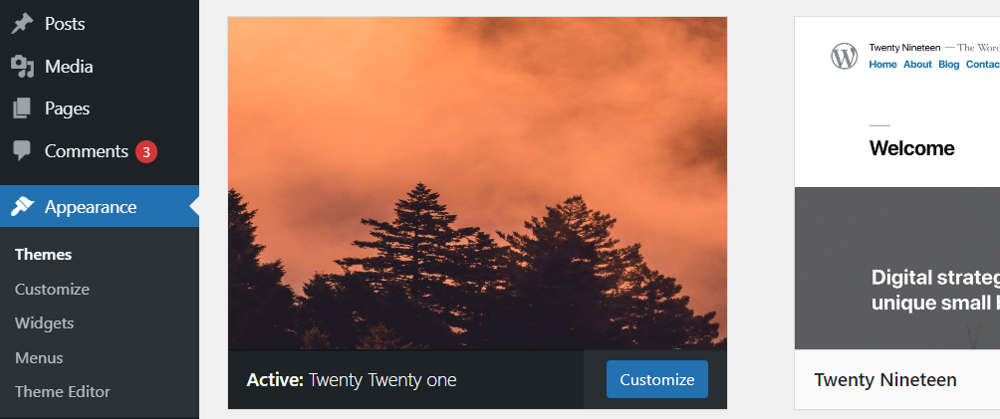 Posts
Media
Pages
Comments 3
Appearance
Themes
Customize
Widgets
Menus
Theme Editor
Active: Twenty Twenty one
Customize
Twenty Nineteen — The Word
Home About Blog Contac
Welcome
Digital strateg
unique small b
Twenty Nineteen